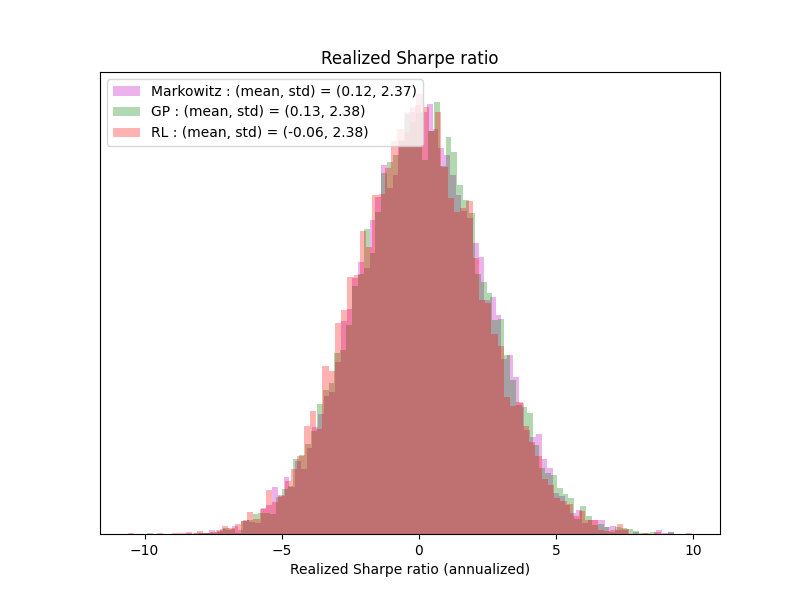 Realized Sharpe ratio
Markowitz : (mean, std) = (0.12, 2.37)
GP : (mean, std) = (0.13, 2.38)
RL : (mean, std) = (-0.06, 2.38)
−10 −5 0 5 10
Realized Sharpe ratio (annualized)